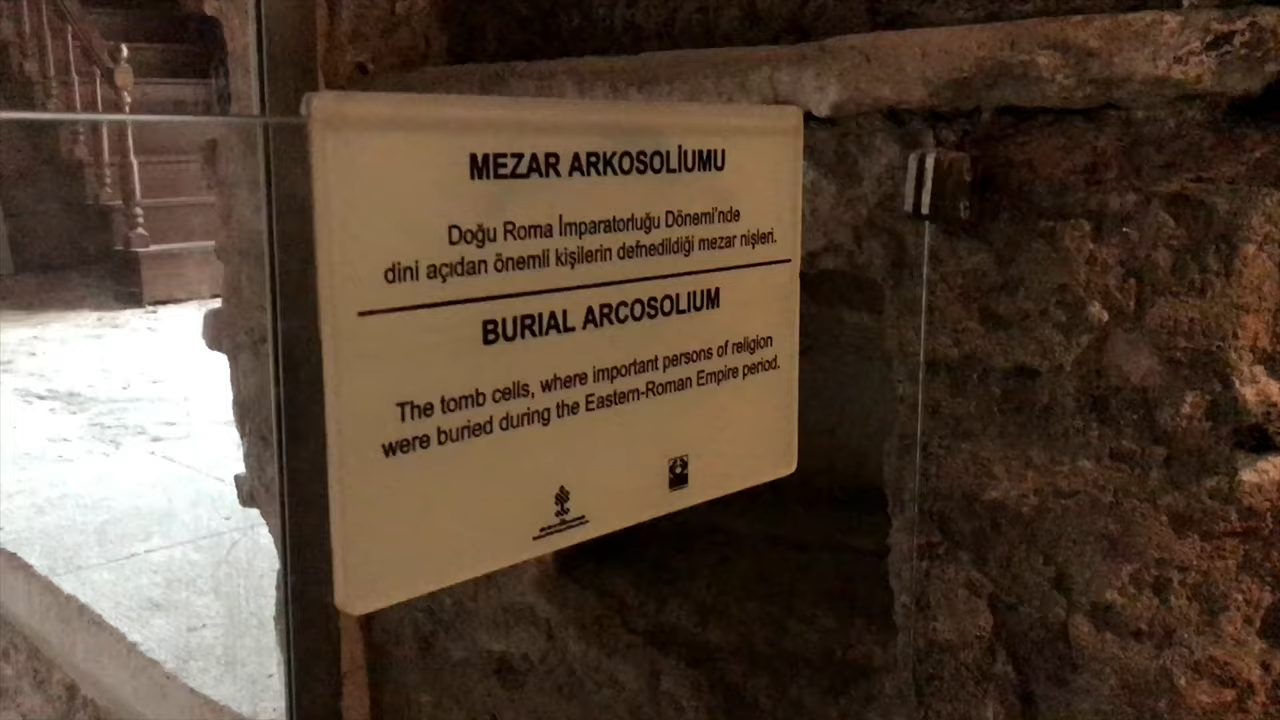 MEZAR ARKOSOLİUMU
Doğu Roma İmparatorluğu Dönemi'nde
dini açıdan önemli kişilerin defnedildiği mezar nişleri.
BURIAL ARCOSOLIUM
The tomb cells, where important persons of religion
were buried during the Eastern-Roman Empire period.